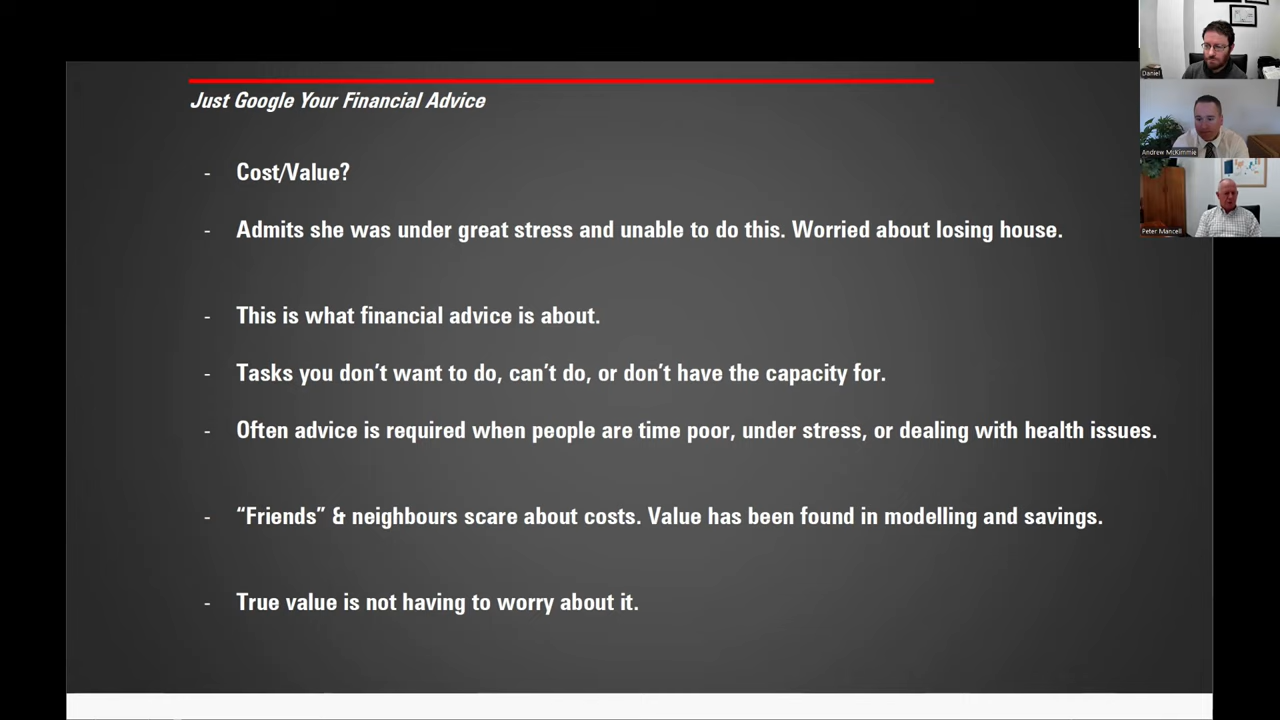 Just Google Your Financial Advice
- Cost/Value?
- Admits she was under great stress and unable to do this. Worried about losing house.
- This is what financial advice is about.
- Tasks you don’t want to do, can’t do, or don’t have the capacity for.
- Often advice is required when people are time poor, under stress, or dealing with health issues.
- “Friends” & neighbours scare about costs. Value has been found in modelling and savings.
- True value is not having to worry about it.
Daniel
Andrew McKimmie
Peter Mancell